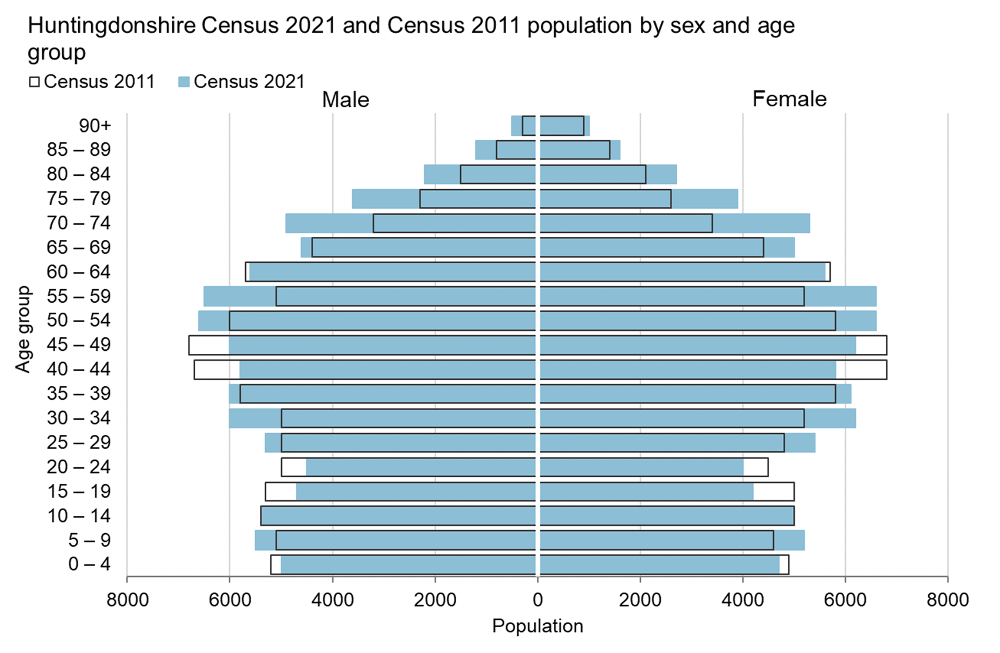 Huntingdonshire Census 2021 and Census 2011 population by sex and age
group
Census 2011 Census 2021
Male Female
90+
85 – 89
80 – 84
75 – 79
70 – 74
65 – 69
60 – 64
55 – 59
50 – 54
45 – 49
40 – 44
35 – 39
30 – 34
25 – 29
20 – 24
15 – 19
10 – 14
5 – 9
0 – 4
Age group
8000 6000 4000 2000 0 2000 4000 6000 8000
Population